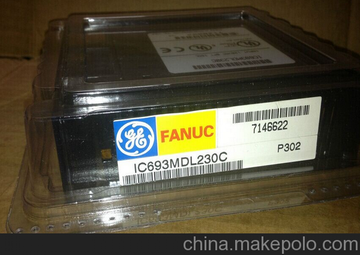 GE FANUC
7146622
IC693MDL230C
P302
china.makepolo.com